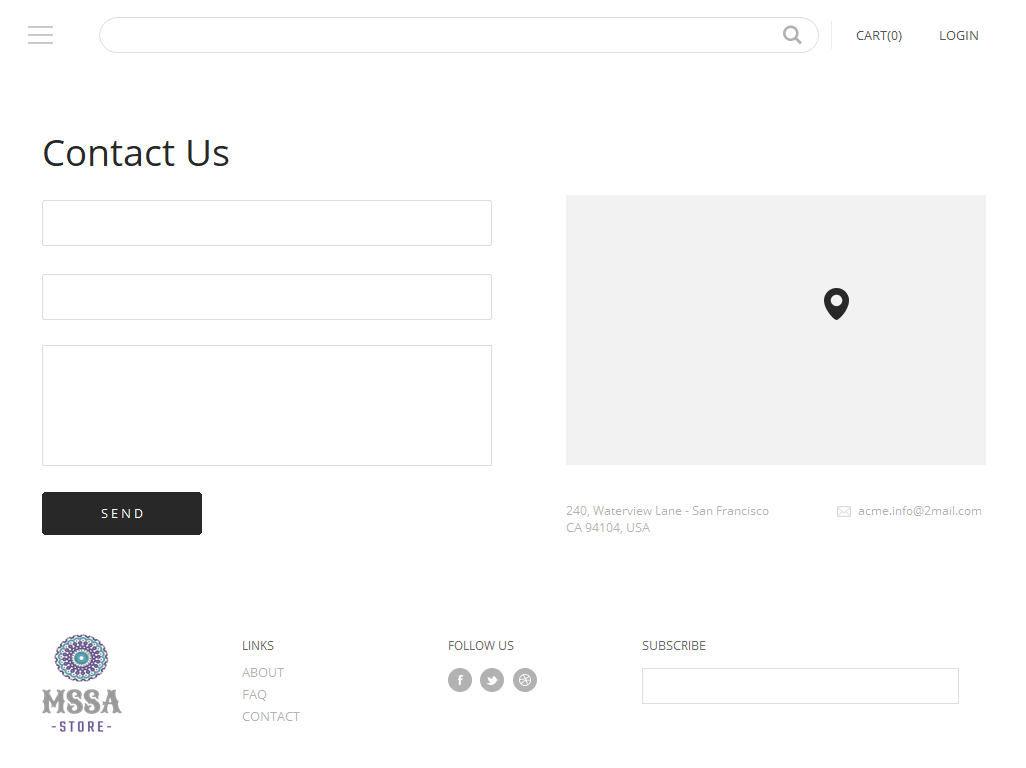 CART(0)
LOGIN
Contact Us
SEND
240, Waterview Lane - San Francisco
CA 94104, USA
acme.info@2mail.com
MSSA
-STORE-
LINKS
ABOUT
FAQ
CONTACT
FOLLOW US
SUBSCRIBE